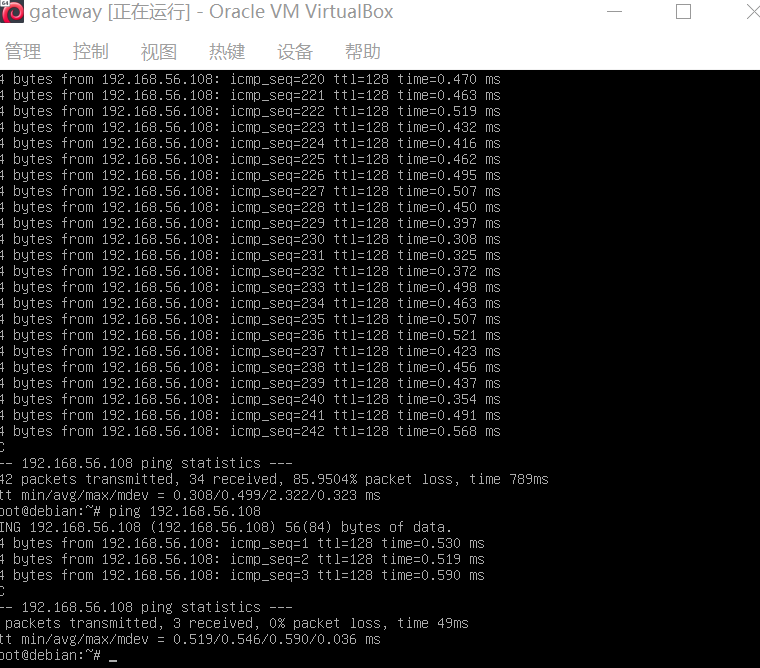 64
gateway [正在运行] - Oracle VM VirtualBox
管理 控制 视图 热键 设备 帮助
4 bytes from 192.168.56.108: icmp_seq=220 ttl=128 time=0.470 ms
4 bytes from 192.168.56.108: icmp_seq=221 ttl=128 time=0.463 ms
4 bytes from 192.168.56.108: icmp_seq=222 ttl=128 time=0.519 ms
4 bytes from 192.168.56.108: icmp_seq=223 ttl=128 time=0.432 ms
4 bytes from 192.168.56.108: icmp_seq=224 ttl=128 time=0.416 ms
4 bytes from 192.168.56.108: icmp_seq=225 ttl=128 time=0.462 ms
4 bytes from 192.168.56.108: icmp_seq=226 ttl=128 time=0.495 ms
4 bytes from 192.168.56.108: icmp_seq=227 ttl=128 time=0.507 ms
4 bytes from 192.168.56.108: icmp_seq=228 ttl=128 time=0.450 ms
4 bytes from 192.168.56.108: icmp_seq=229 ttl=128 time=0.397 ms
4 bytes from 192.168.56.108: icmp_seq=230 ttl=128 time=0.308 ms
4 bytes from 192.168.56.108: icmp_seq=231 ttl=128 time=0.325 ms
4 bytes from 192.168.56.108: icmp_seq=232 ttl=128 time=0.372 ms
4 bytes from 192.168.56.108: icmp_seq=233 ttl=128 time=0.498 ms
4 bytes from 192.168.56.108: icmp_seq=234 ttl=128 time=0.463 ms
4 bytes from 192.168.56.108: icmp_seq=235 ttl=128 time=0.507 ms
4 bytes from 192.168.56.108: icmp_seq=236 ttl=128 time=0.521 ms
4 bytes from 192.168.56.108: icmp_seq=237 ttl=128 time=0.423 ms
4 bytes from 192.168.56.108: icmp_seq=238 ttl=128 time=0.456 ms
4 bytes from 192.168.56.108: icmp_seq=239 ttl=128 time=0.437 ms
4 bytes from 192.168.56.108: icmp_seq=240 ttl=128 time=0.354 ms
4 bytes from 192.168.56.108: icmp_seq=241 ttl=128 time=0.491 ms
4 bytes from 192.168.56.108: icmp_seq=242 ttl=128 time=0.568 ms
C
-- 192.168.56.108 ping statistics ---
42 packets transmitted, 34 received, 85.9504% packet loss, time 789ms
tt min/avg/max/mdev = 0.308/0.499/2.322/0.323 ms
oot@debian:~# ping 192.168.56.108
ING 192.168.56.108 (192.168.56.108) 56(84) bytes of data.
4 bytes from 192.168.56.108: icmp_seq=1 ttl=128 time=0.530 ms
4 bytes from 192.168.56.108: icmp_seq=2 ttl=128 time=0.519 ms
4 bytes from 192.168.56.108: icmp_seq=3 ttl=128 time=0.590 ms
C
-- 192.168.56.108 ping statistics ---
packets transmitted, 3 received, 0% packet loss, time 49ms
tt min/avg/max/mdev = 0.519/0.546/0.590/0.036 ms
oot@debian:~# _